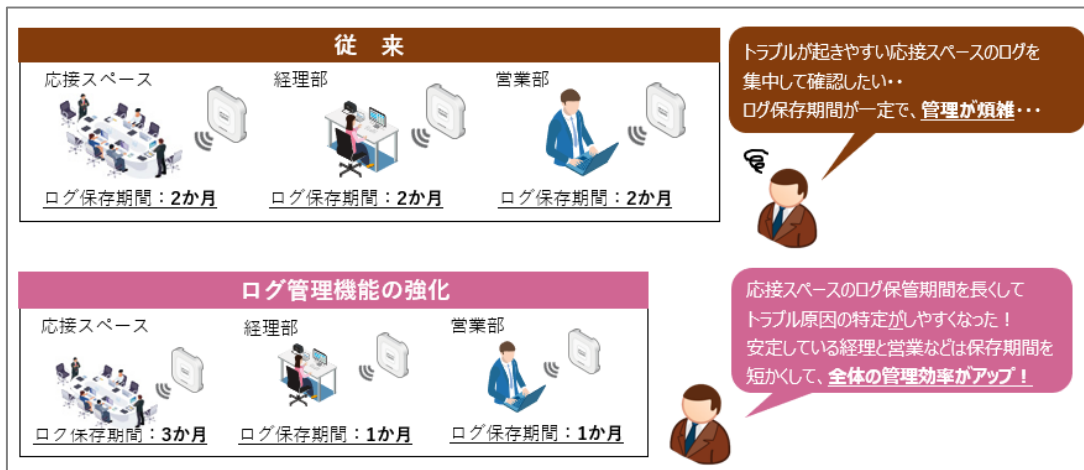 従　来
応接スペース
経理部
営業部
ログ保存期間：2か月
ログ保存期間：2か月
ログ保存期間：2か月
トラブルが起きやすい応接スペースのログを
集中して確認したい・・
ログ保存期間が一定で、管理が煩雑・・・
ログ管理機能の強化
応接スペース
経理部
営業部
ログ保存期間：3か月
ログ保存期間：1か月
ログ保存期間：1か月
応接スペースのログ保管期間を長くして
トラブル原因の特定がしやすくなった！
安定している経理と営業などは保存期間を
短かくして、全体の管理効率がアップ！